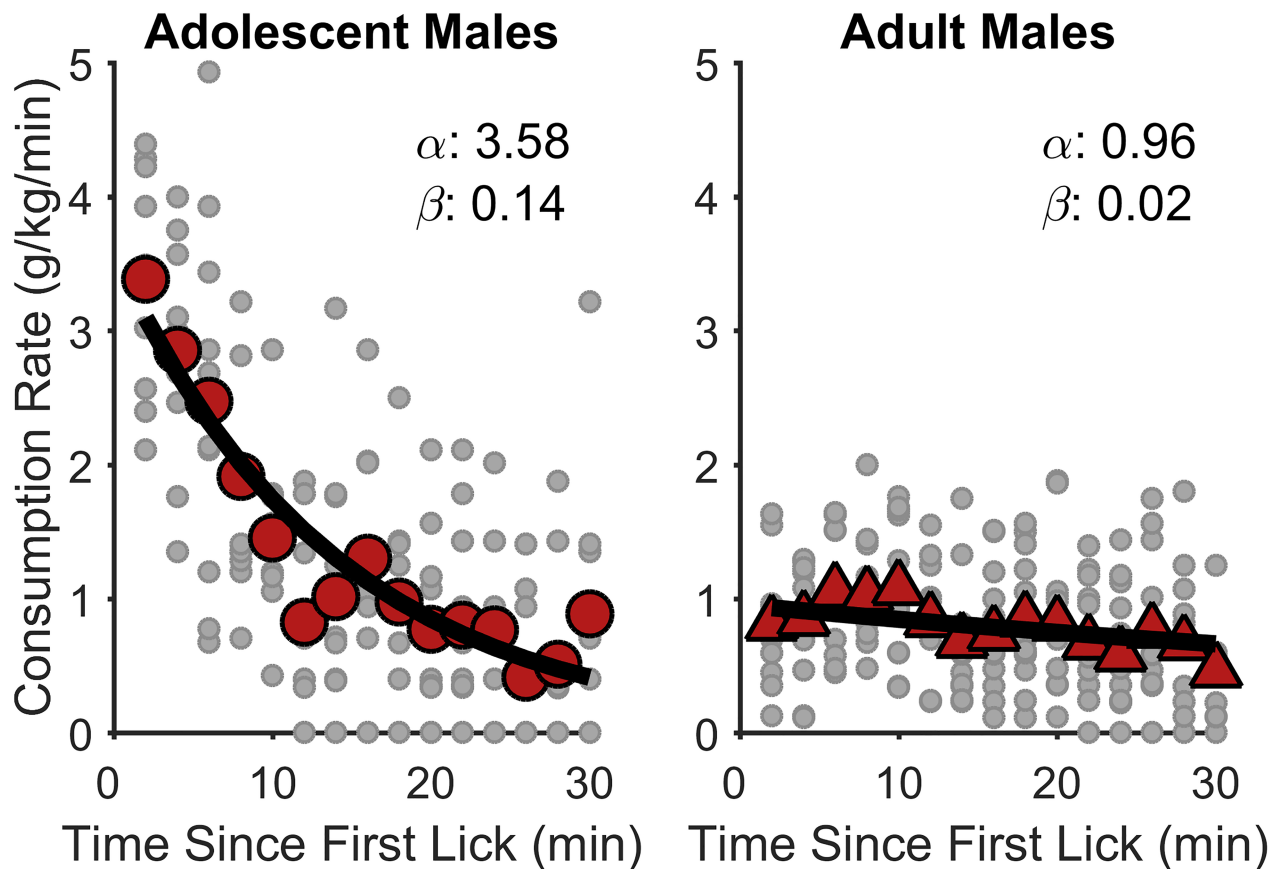 Adolescent Males
Adult Males
Consumption Rate (g/kg/min)
5
4
3
2
1
0
α: 3.58
β: 0.14
0
10
20
30
Time Since First Lick (min)
5
4
3
2
1
0
α: 0.96
β: 0.02
0
10
20
30
Time Since First Lick (min)